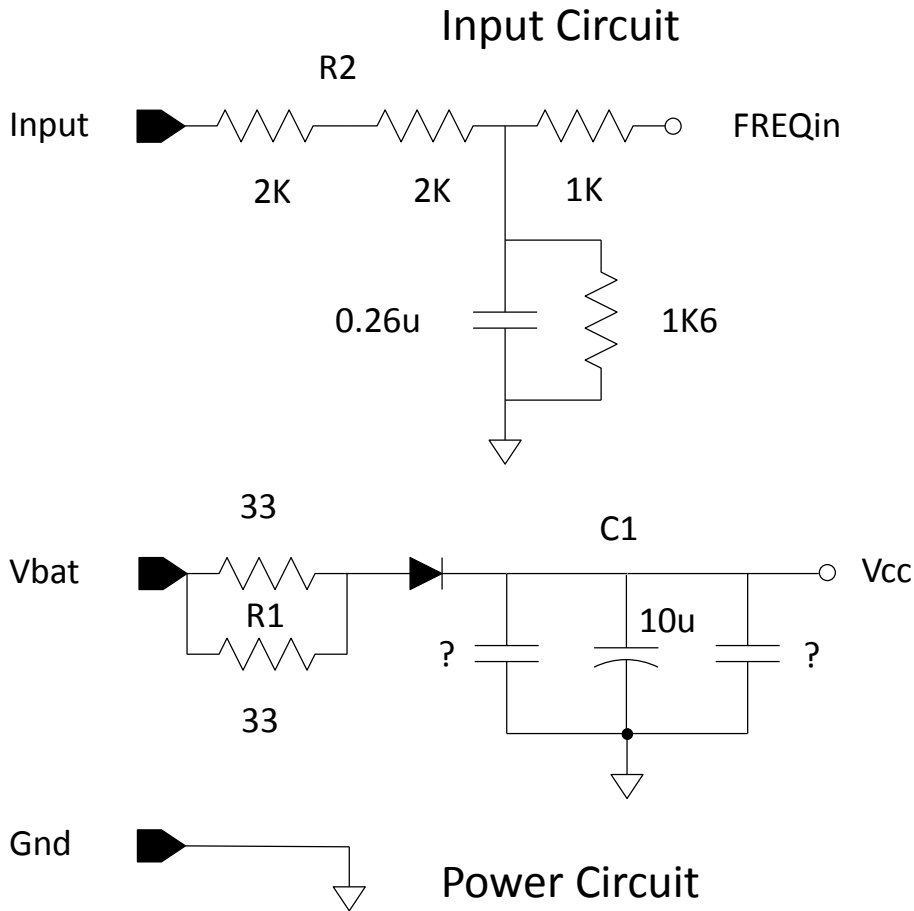 Input Circuit
R2
Input
FREQin
2K
2K
1K
0.26u
1K6
33
C1
Vbat
Vcc
R1
10u
?
?
33
Gnd
Power Circuit